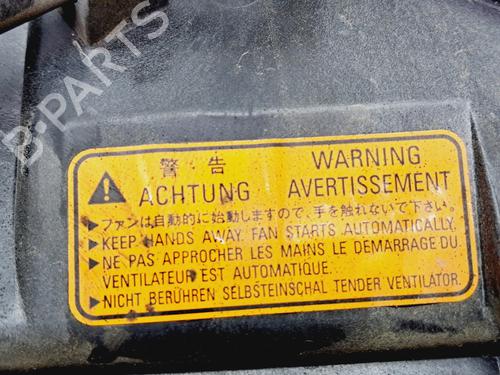 B-PARTS
警告 WARNING
ACHTUNG AVERTISSEMENT
▶ファンは自動的に始動しますので、手を触れないで下さい。
▶KEEP HANDS AWAY. FAN STARTS AUTOMATICALLY.
▶NE PAS APPROCHER LES MAINS LE DÉMARRAGE DU
VENTILATEUR EST AUTOMATIQUE.
▶NICHT BERÜHREN SELBSTEINSCHAL TENDER VENTILATOR.